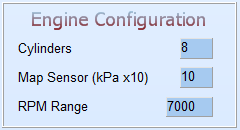 Engine Configuration
Cylinders 8
Map Sensor (kPa x10) 10
RPM Range 7000